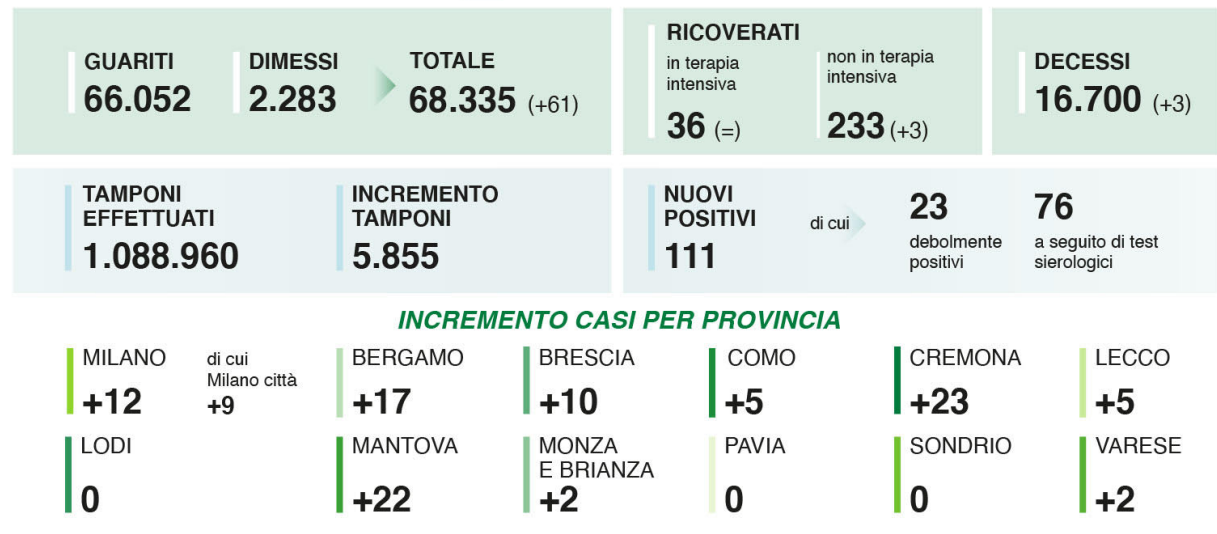 GUARITI
66.052
DIMESSI
2.283
TOTALE
68.335 (+61)
RICOVERATI
in terapia
intensiva
36 (=)
non in terapia
intensiva
233 (+3)
DECESSI
16.700 (+3)
TAMPONI
EFFETTUATI
1.088.960
INCREMENTO
TAMPONI
5.855
NUOVI
POSITIVI
111
di cui
23
debolmente
positivi
76
a seguito di test
sierologici
INCREMENTO CASI PER PROVINCIA
MILANO
+12
di cui
Milano città
+9
BERGAMO
+17
BRESCIA
+10
COMO
+5
CREMONA
+23
LECCO
+5
LODI
0
MANTOVA
+22
MONZA
E BRIANZA
+2
PAVIA
0
SONDRIO
0
VARESE
+2